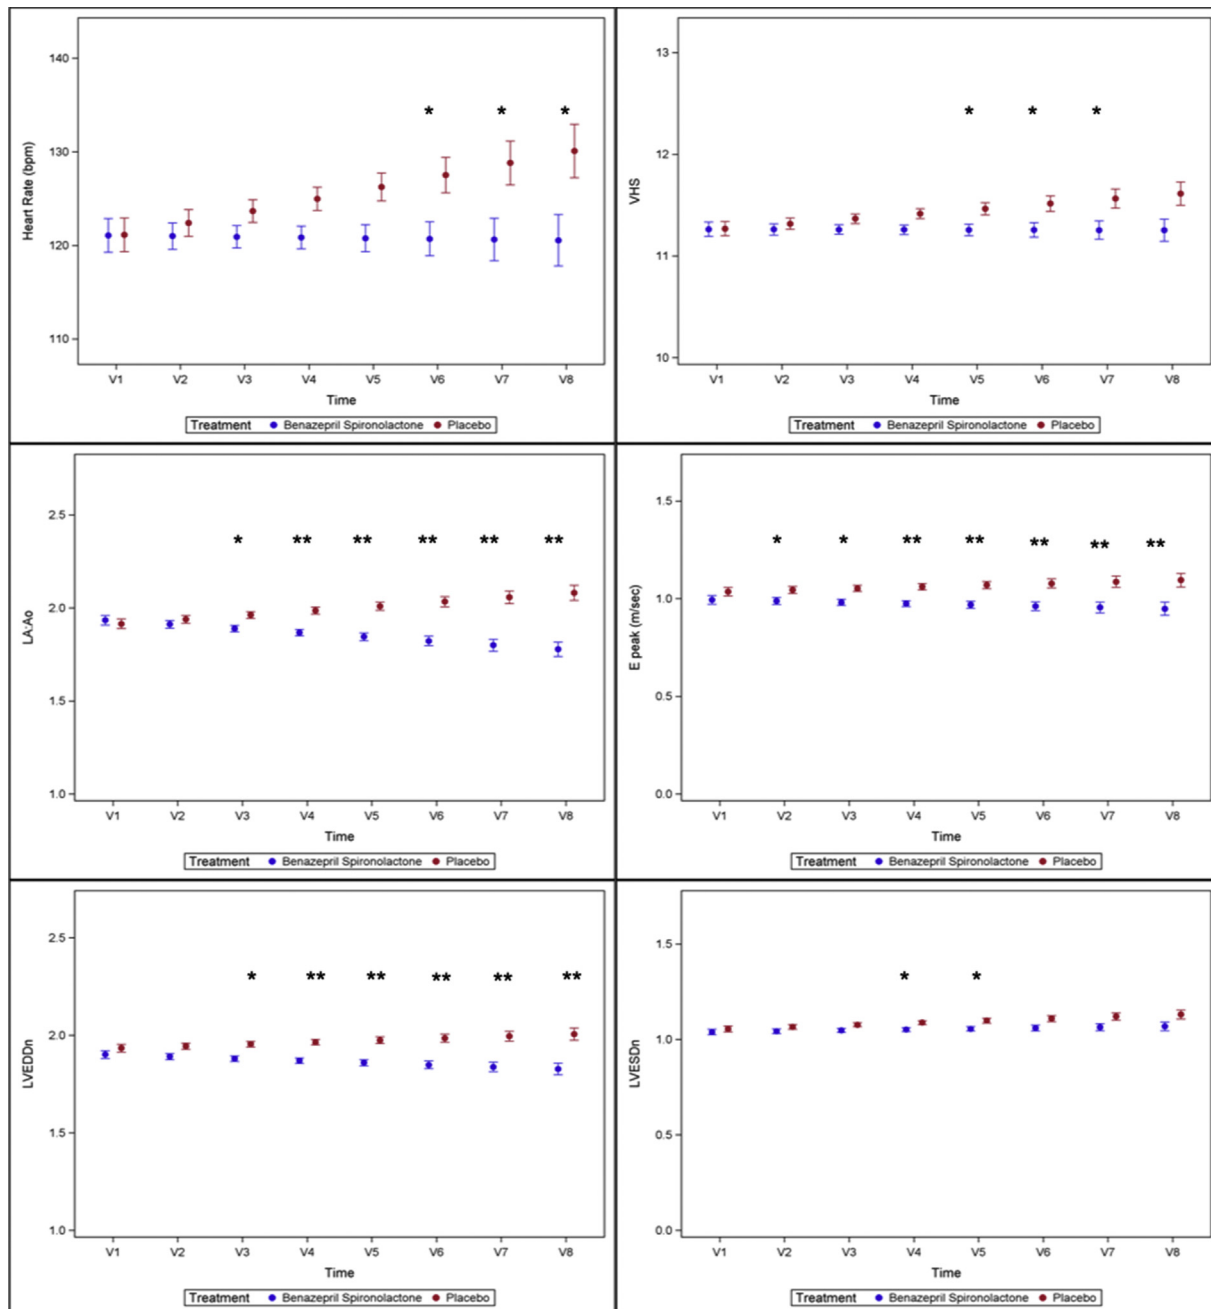 140
130
120
110
Heart Rate (bpm)
* * *
V1 V2 V3 V4 V5 V6 V7 V8
Time
Treatment Benazepril Spironolactone Placebo
13
12
11
10
VHS
* * *
V1 V2 V3 V4 V5 V6 V7 V8
Time
Treatment Benazepril Spironolactone Placebo
2.5
2.0
1.5
1.0
LA:Ao
* ** ** ** ** **
V1 V2 V3 V4 V5 V6 V7 V8
Time
Treatment Benazepril Spironolactone Placebo
1.5
1.0
0.5
0.0
E peak (m/sec)
* * ** ** ** ** **
V1 V2 V3 V4 V5 V6 V7 V8
Time
Treatment Benazepril Spironolactone Placebo
2.5
2.0
1.5
1.0
LVEDDn
* ** ** ** ** **
V1 V2 V3 V4 V5 V6 V7 V8
Time
Treatment Benazepril Spironolactone Placebo
1.5
1.0
0.5
0.0
LVESDn
* *
V1 V2 V3 V4 V5 V6 V7 V8
Time
Treatment Benazepril Spironolactone Placebo